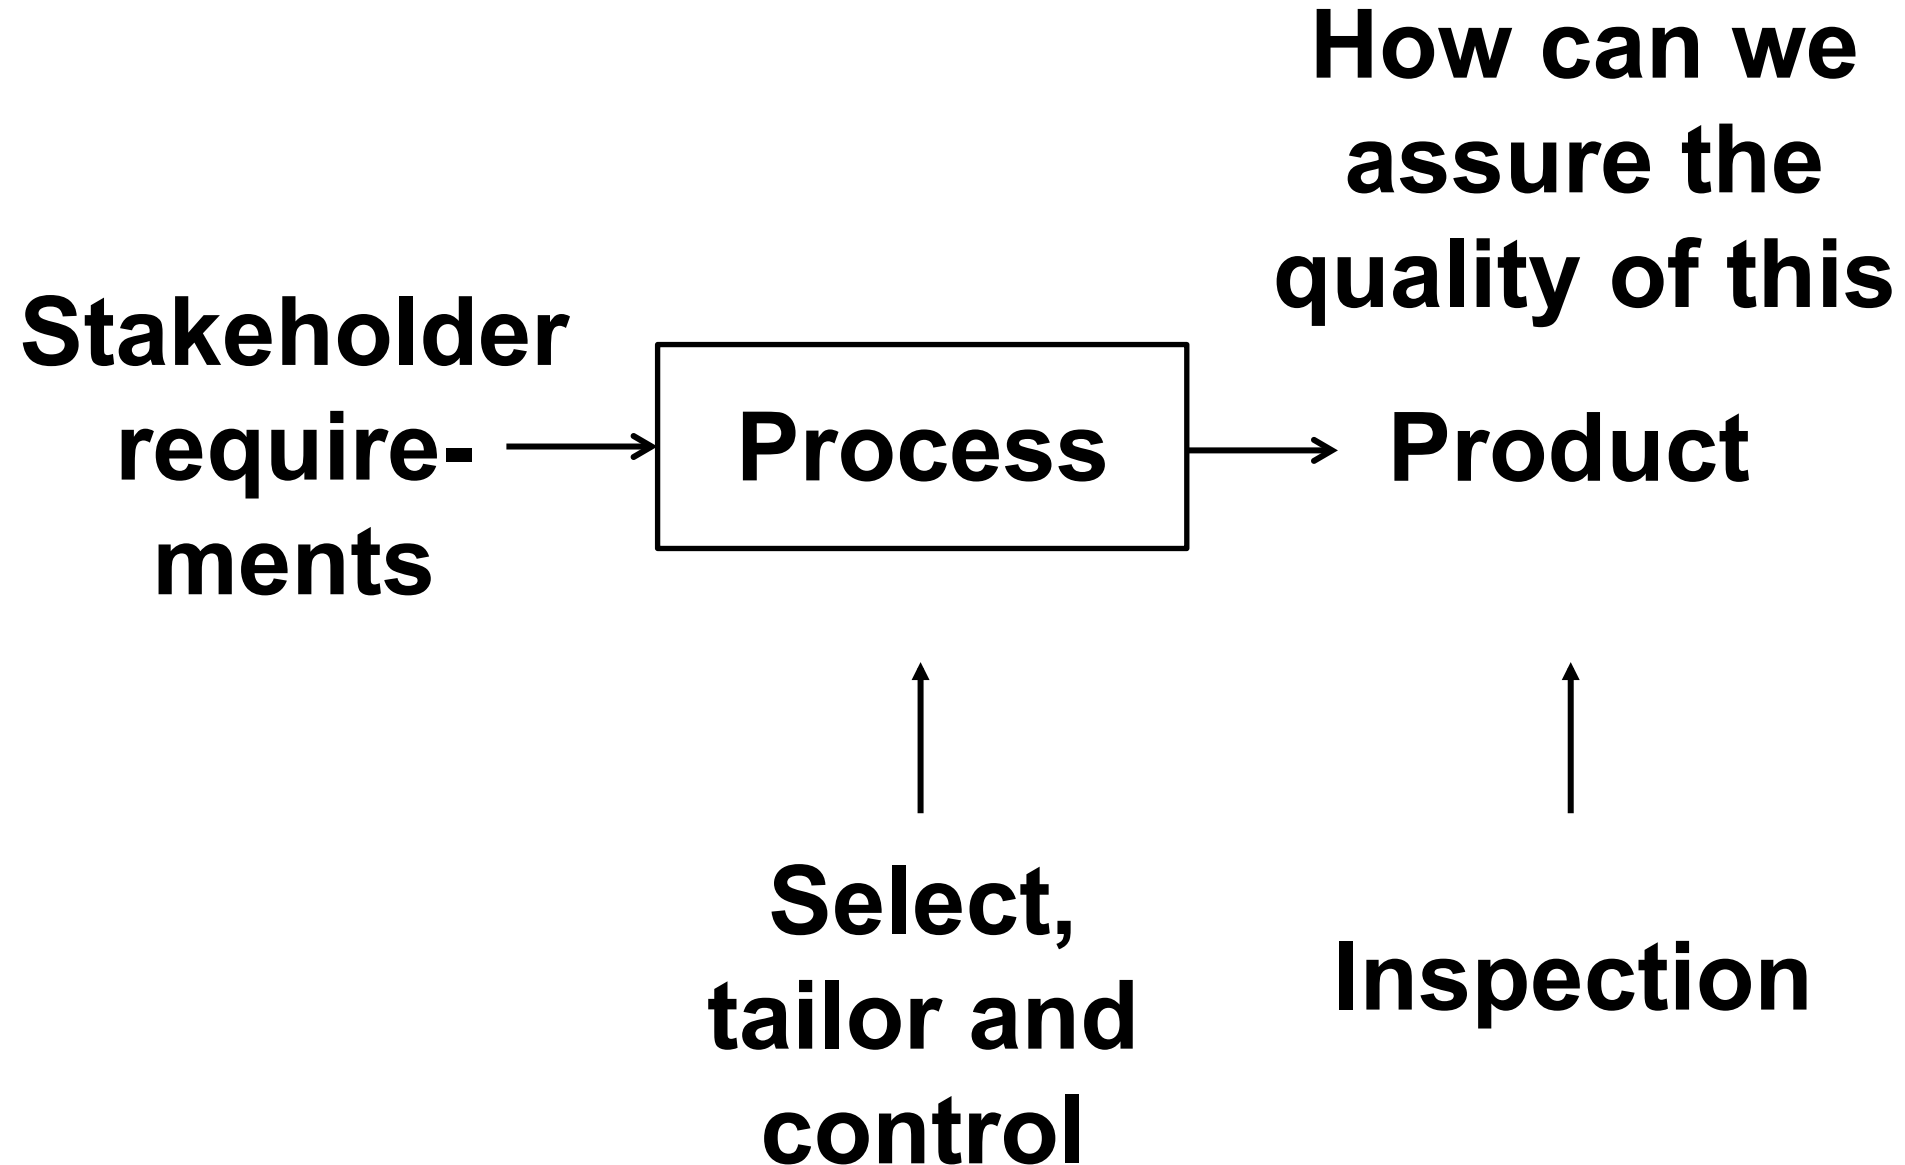 How can we
assure the
quality of this
Stakeholder
require-
ments
Process
Product
Select,
tailor and
control
Inspection